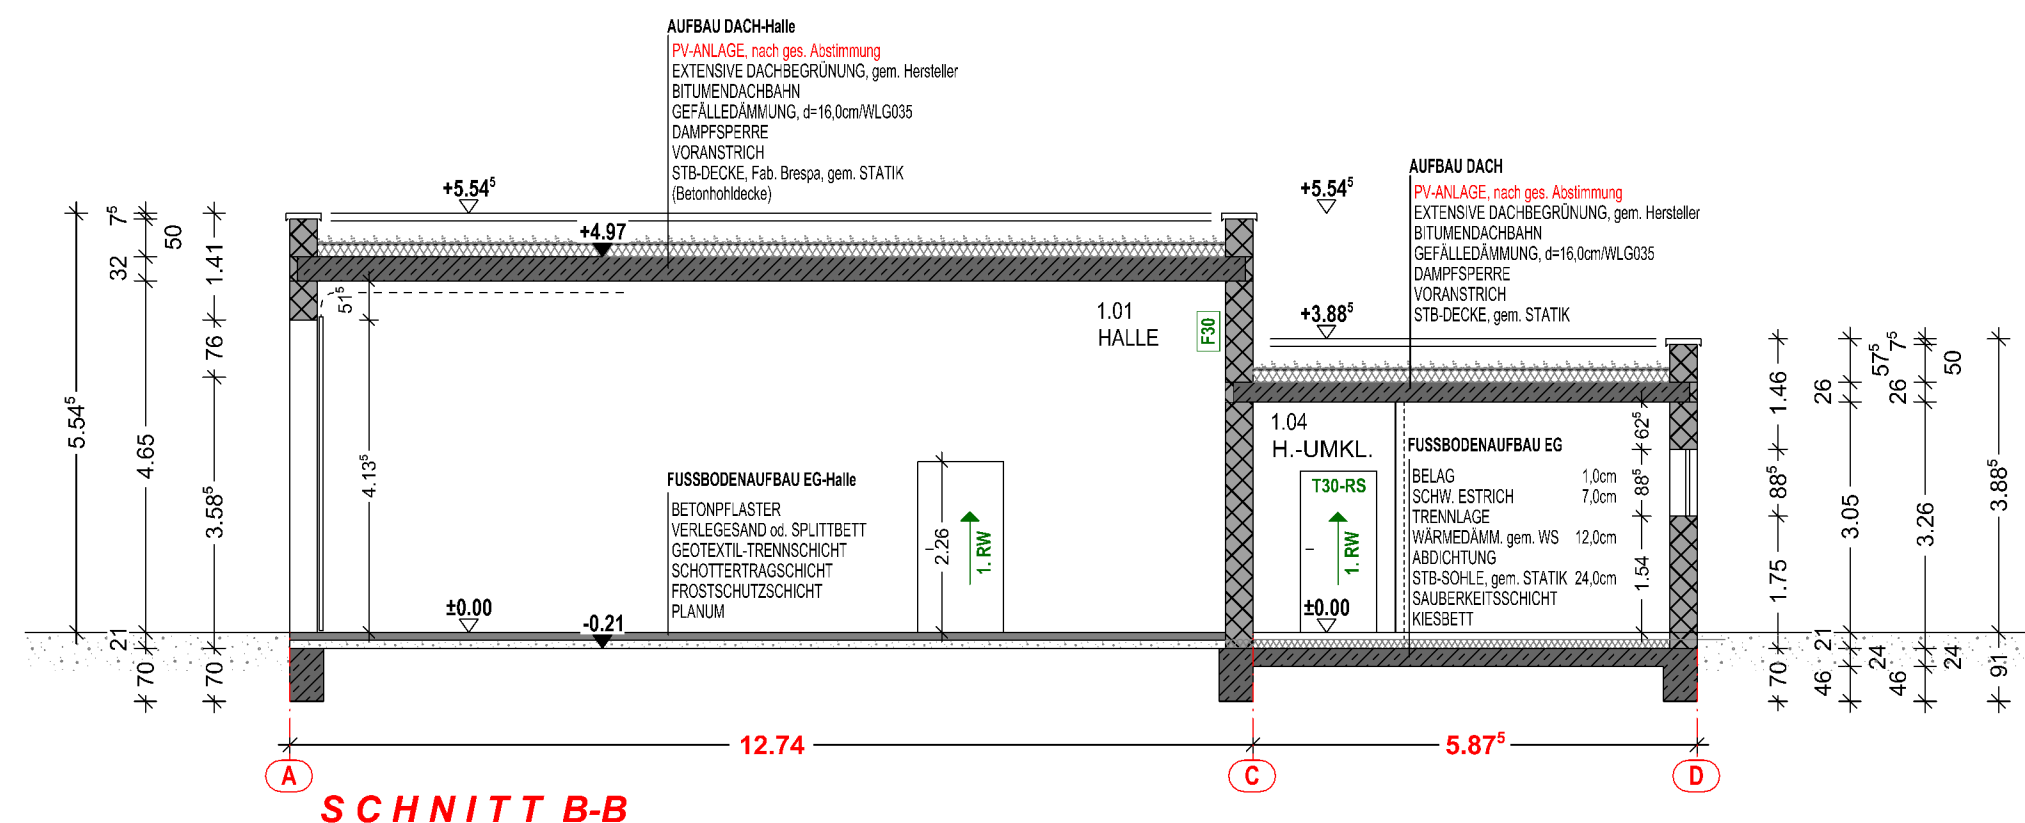 AUFBAU DACH-Halle
PV-ANLAGE, nach ges. Abstimmung
EXTENSIVE DACHBEGRÜNUNG, gem. Hersteller
BITUMENDACHBAHN
GEFÄLLEDÄMMUNG, d=16,0cm/WLG035
DAMPFSPERRE
VORANSTRICH
STB-DECKE, Fab. Brespa, gem. STATIK
(Betonhohldecke)
AUFBAU DACH
PV-ANLAGE, nach ges. Abstimmung
EXTENSIVE DACHBEGRÜNUNG, gem. Hersteller
BITUMENDACHBAHN
GEFÄLLEDÄMMUNG, d=16,0cm/WLG035
DAMPFSPERRE
VORANSTRICH
STB-DECKE, gem. STATIK
+5.54⁵
+4.97
+5.54⁵
+3.88⁵
5.54⁵
7⁵
50
32
4.65
21
70
1.41
76
3.58⁵
70
51⁵
4.13⁵
1.01
HALLE
F30
FUSSBODENAUFBAU EG-Halle
BETONPFLASTER
VERLEGESAND od. SPLITTBETT
GEOTEXTIL-TRENNSCHICHT
SCHOTTERTRAGSCHICHT
FROSTSCHUTZSCHICHT
PLANUM
±0.00
-0.21
2.26
1. RW
1.04
H.-UMKL.
T30-RS
1. RW
±0.00
FUSSBODENAUFBAU EG
BELAG 1,0cm
SCHW. ESTRICH 7,0cm
TRENNLAGE
WÄRMEDÄMM. gem. WS 12,0cm
ABDICHTUNG
STB-SOHLE, gem. STATIK 24,0cm
SAUBERKEITSSCHICHT
KIESBETT
62⁵
88⁵
1.54
1.46
88⁵
1.75
70
57⁵
26
3.05
21
24
46
7⁵
50
26
3.26
24
46
3.88⁵
91
12.74
5.87⁵
A
C
D
SCHNITT B-B